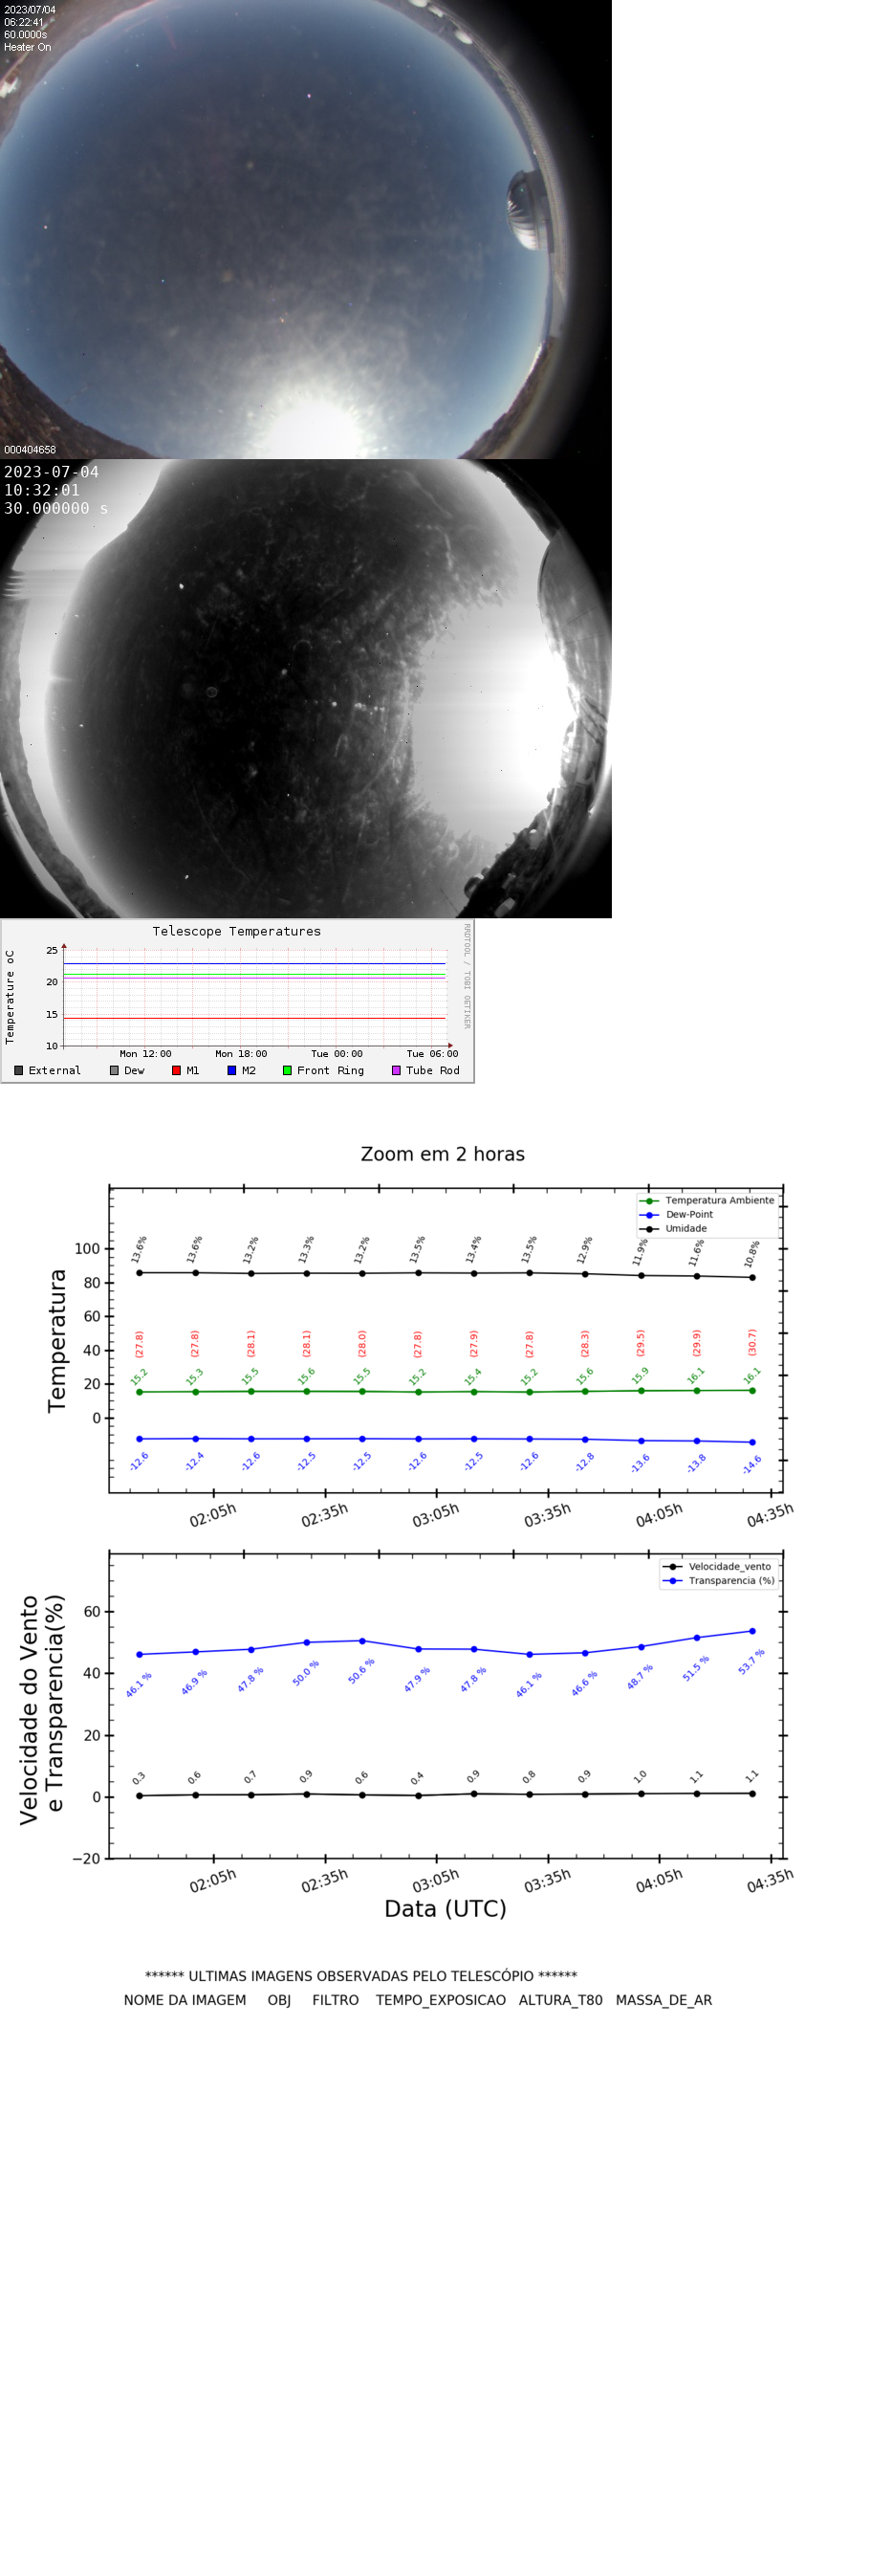 2023/07/04
06:22:41
60.0000s
Heater On
000404658
2023-07-04
10:32:01
30.000000 s
Telescope Temperatures
RRDTOOL / TOBI OETIKER
Temperature oC
25
20
15
10
Mon 12:00 Mon 18:00 Tue 00:00 Tue 06:00
External Dew M1 M2 Front Ring Tube Rod
Zoom em 2 horas
Temperatura Ambiente
Dew-Point
Umidade
Temperatura
100
80
60
40
20
0
13.6% 13.6% 13.2% 13.3% 13.2% 13.5% 13.4% 13.5% 12.9% 11.9% 11.6% 10.8%
(27.8) (27.8) (28.1) (28.1) (28.0) (27.8) (27.9) (27.8) (28.3) (29.5) (29.9) (30.7)
15.2 15.3 15.5 15.6 15.5 15.2 15.4 15.2 15.6 15.9 16.1 16.1
-12.6 -12.4 -12.6 -12.5 -12.5 -12.6 -12.5 -12.6 -12.8 -13.6 -13.8 -14.6
02:05h 02:35h 03:05h 03:35h 04:05h 04:35h
Velocidade_vento
Transparencia (%)
Velocidade do Vento
e Transparencia(%)
60
40
20
0
−20
46.1 % 46.9 % 47.8 % 50.0 % 50.6 % 47.9 % 47.8 % 46.1 % 46.6 % 48.7 % 51.5 % 53.7 %
0.3 0.6 0.7 0.9 0.6 0.4 0.9 0.8 0.9 1.0 1.1 1.1
02:05h 02:35h 03:05h 03:35h 04:05h 04:35h
Data (UTC)
****** ULTIMAS IMAGENS OBSERVADAS PELO TELESCÓPIO ******
NOME DA IMAGEM OBJ FILTRO TEMPO_EXPOSICAO ALTURA_T80 MASSA_DE_AR